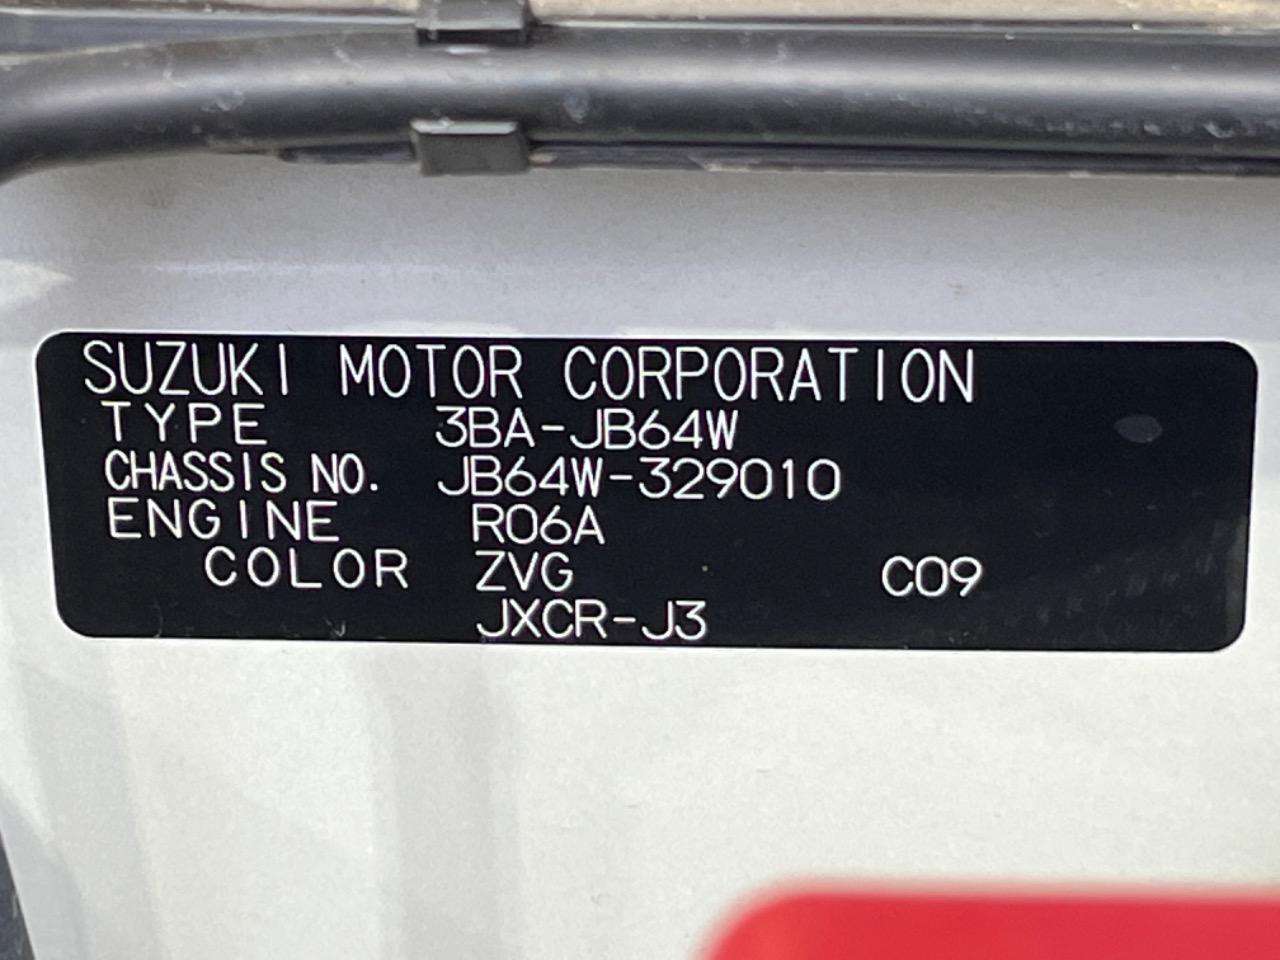 SUZUKI MOTOR CORPORATION
TYPE 3BA-JB64W
CHASSIS NO. JB64W-329010
ENGINE R06A
COLOR ZVG C09
JXCR-J3